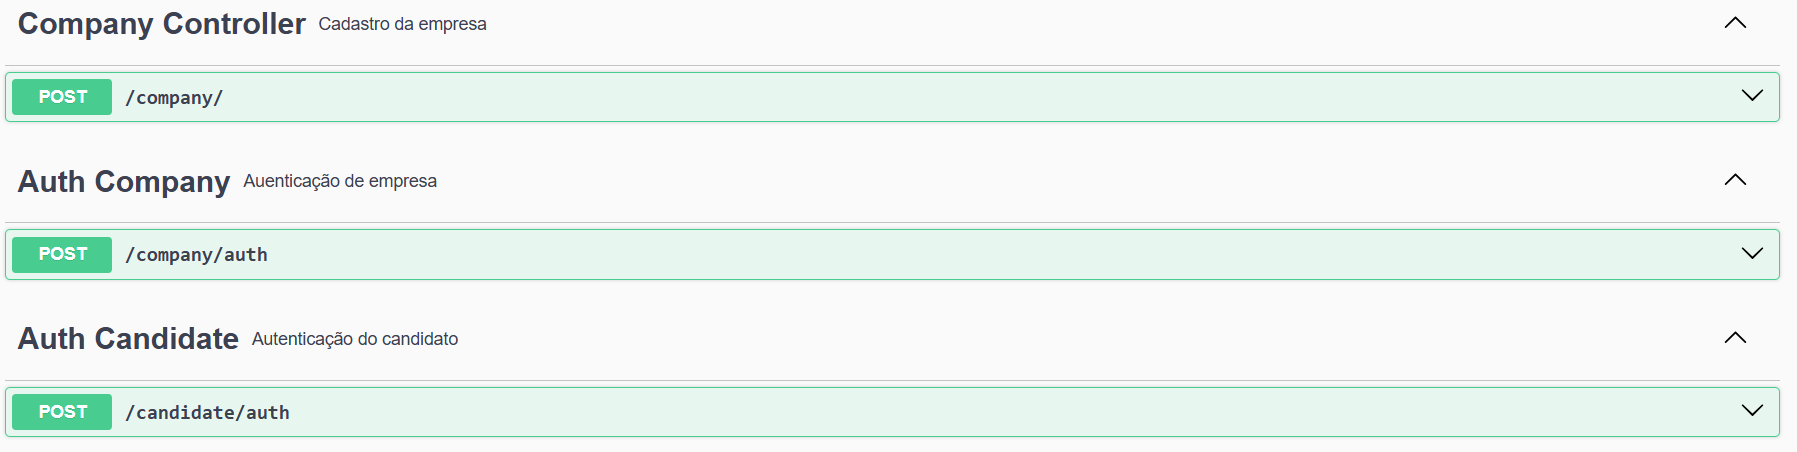 Company Controller Cadastro da empresa
POST /company/
Auth Company Auenticação de empresa
POST /company/auth
Auth Candidate Autenticação do candidato
POST /candidate/auth